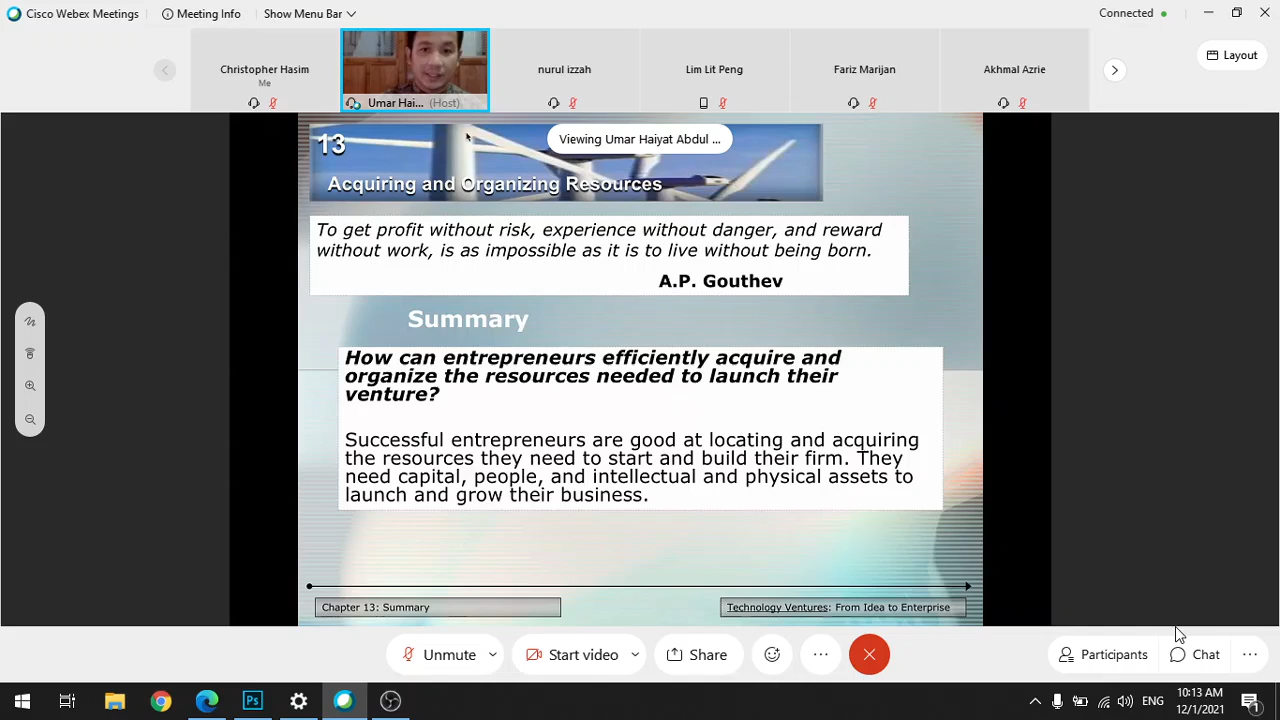 Cisco Webex Meetings
Meeting Info
Show Menu Bar
Connected
Christopher Hasim
Me
Umar Hai... (Host)
nurul izzah
Lim Lit Peng
Fariz Marijan
Akhmal Azrie
Layout
13
Viewing Umar Haiyat Abdul ...
Acquiring and Organizing Resources
To get profit without risk, experience without danger, and reward
without work, is as impossible as it is to live without being born.
A.P. Gouthev
Summary
How can entrepreneurs efficiently acquire and
organize the resources needed to launch their
venture?
Successful entrepreneurs are good at locating and acquiring
the resources they need to start and build their firm. They
need capital, people, and intellectual and physical assets to
launch and grow their business.
Chapter 13: Summary
Technology Ventures: From Idea to Enterprise
Unmute
Start video
Share
Participants
Chat
Ps
ENG
10:13 AM
12/1/2021
1